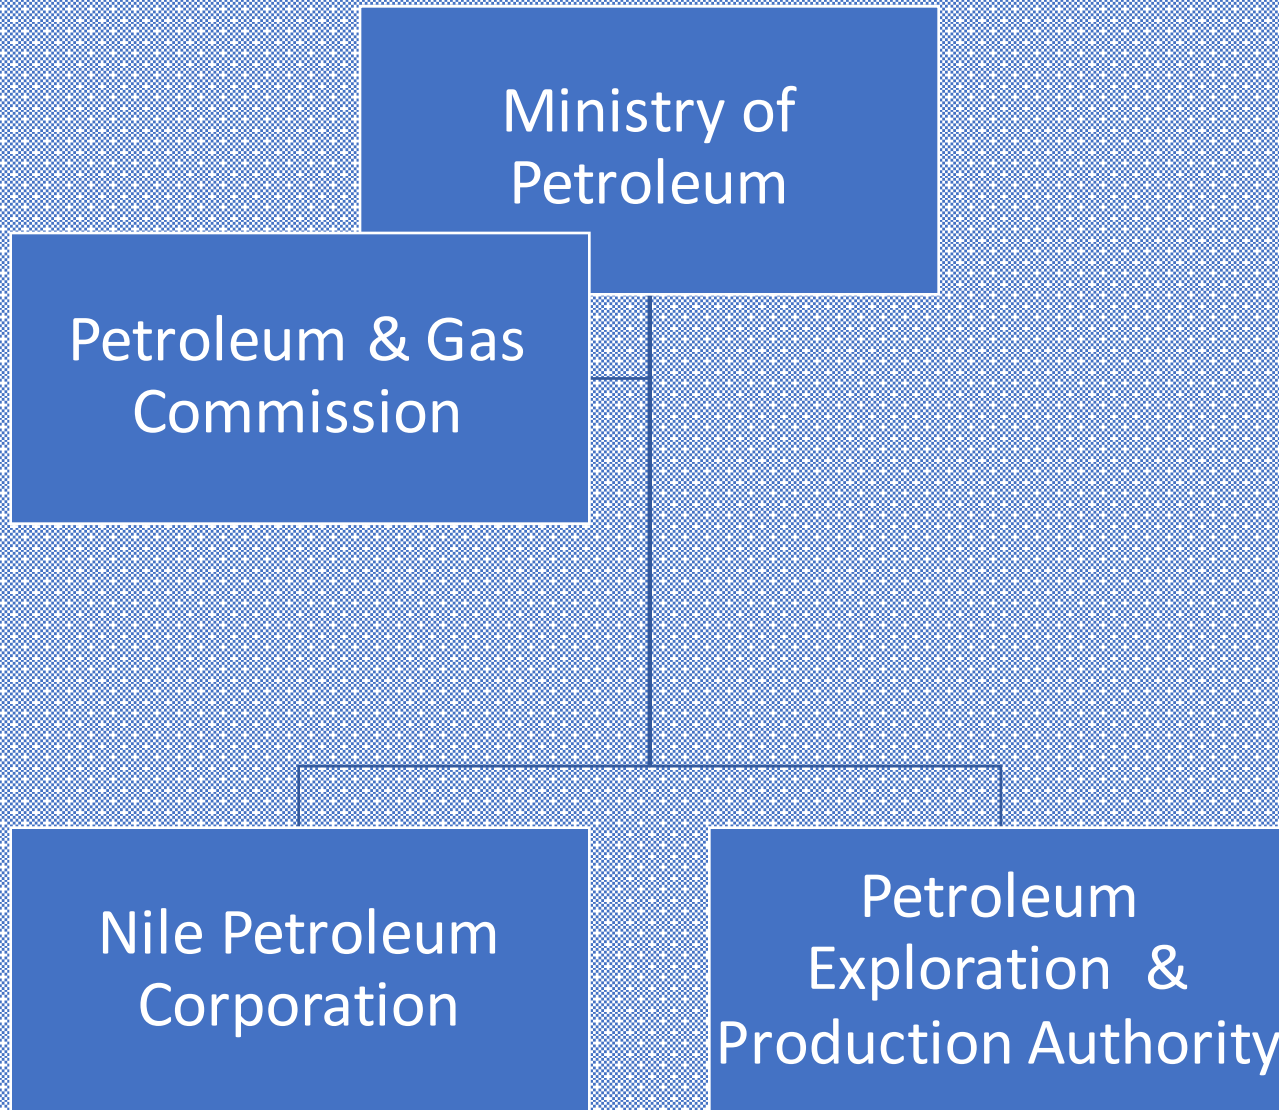 Ministry of
Petroleum
Petroleum & Gas
Commission
Nile Petroleum
Corporation
Petroleum
Exploration &
Production Authority